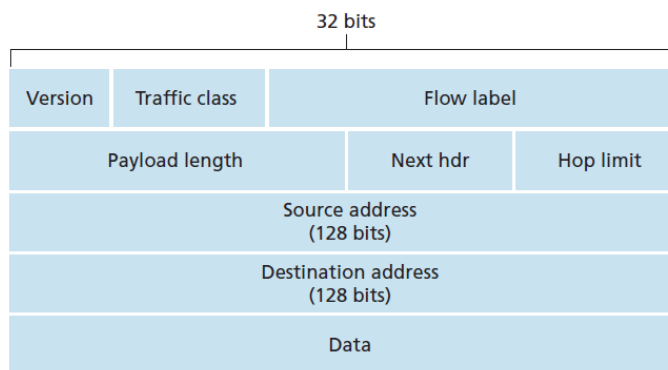 32 bits
Version Traffic class Flow label
Payload length Next hdr Hop limit
Source address
(128 bits)
Destination address
(128 bits)
Data